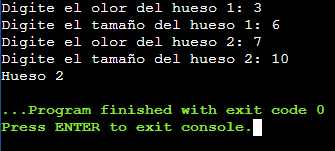 Digite el olor del hueso 1: 3
Digite el tamaño del hueso 1: 6
Digite el olor del hueso 2: 7
Digite el tamaño del hueso 2: 10
Hueso 2
...Program finished with exit code 0
Press ENTER to exit console.